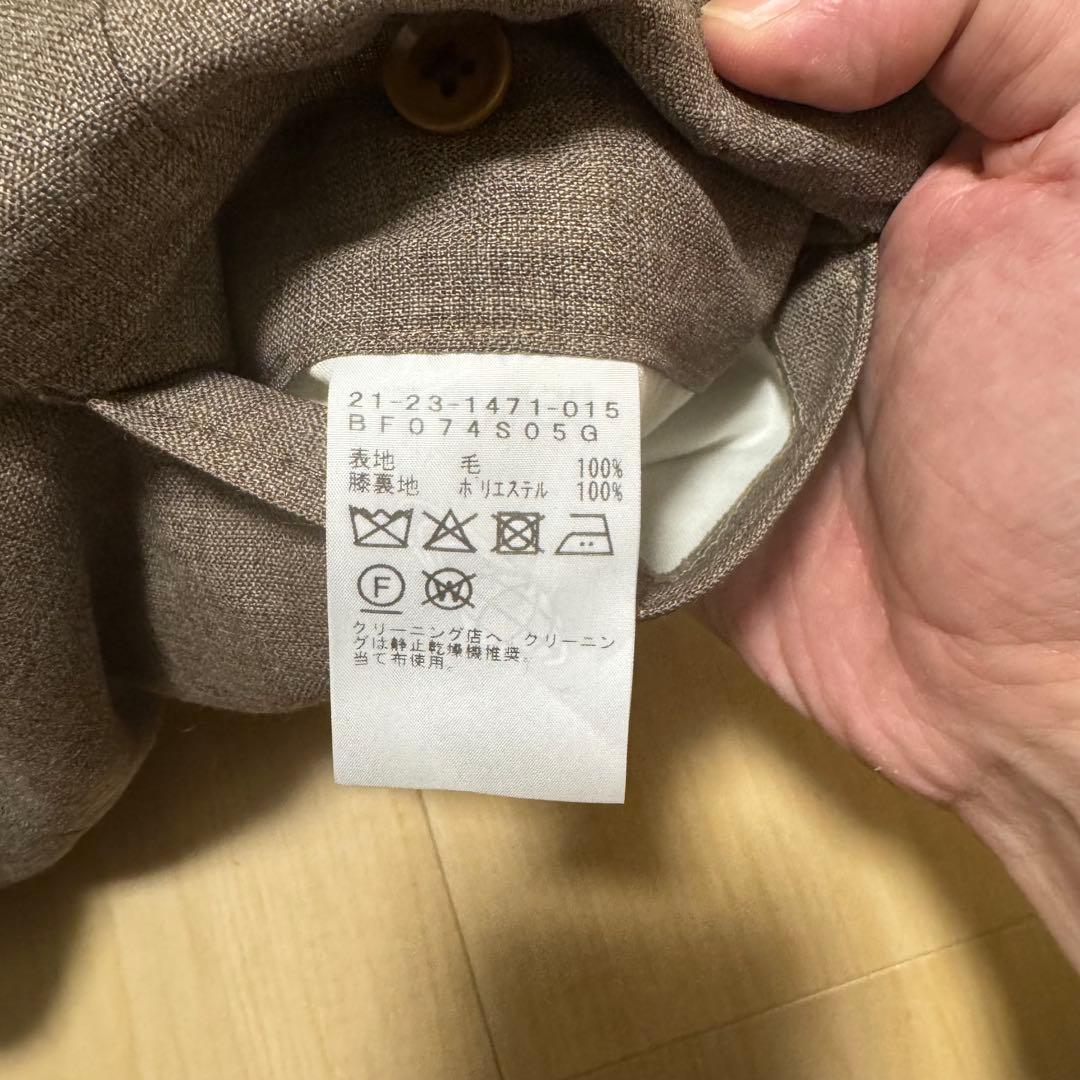 21-23-1471-015
BF074S05G
表地 毛 100%
膝裏地 ポリエステル 100%
F
W
クリーニング店へ クリーニン
グは静止乾燥機推奨。
当て布使用。